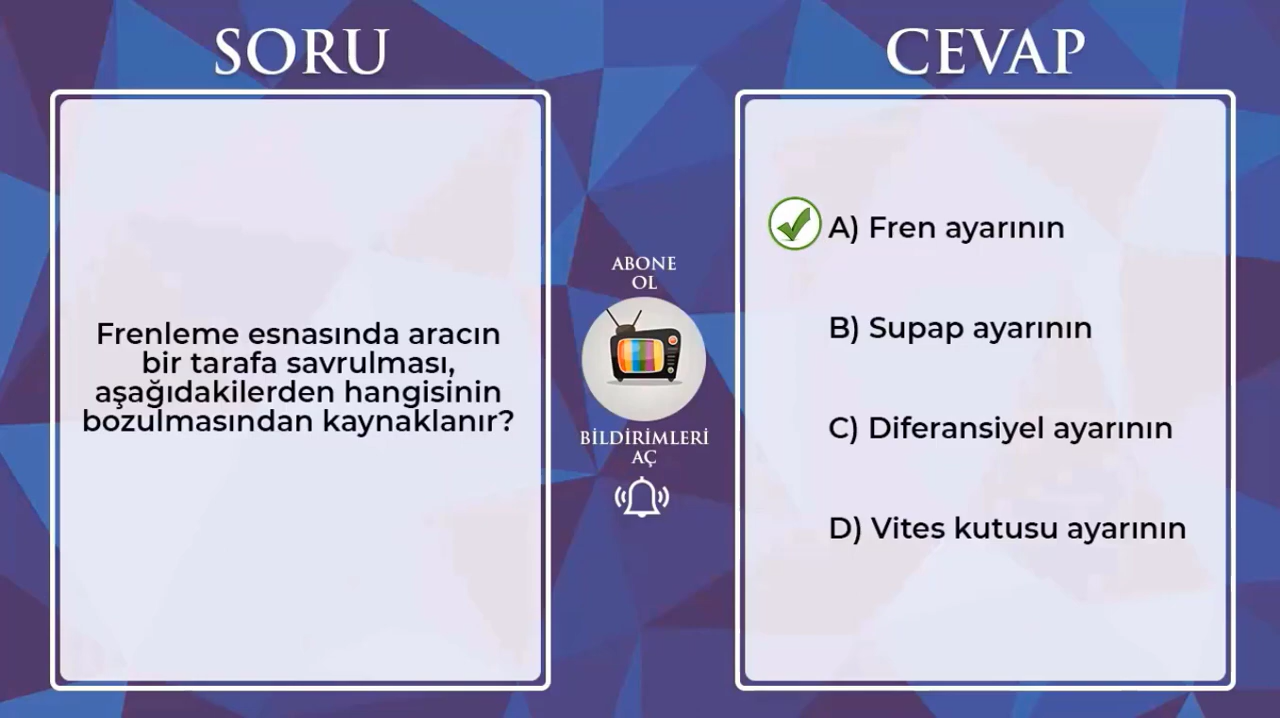 SORU
Frenleme esnasında aracın
bir tarafa savrulması,
aşağıdakilerden hangisinin
bozulmasından kaynaklanır?
ABONE
OL
BİLDİRİMLERİ
AÇ
CEVAP
A) Fren ayarının
B) Supap ayarının
C) Diferansiyel ayarının
D) Vites kutusu ayarının